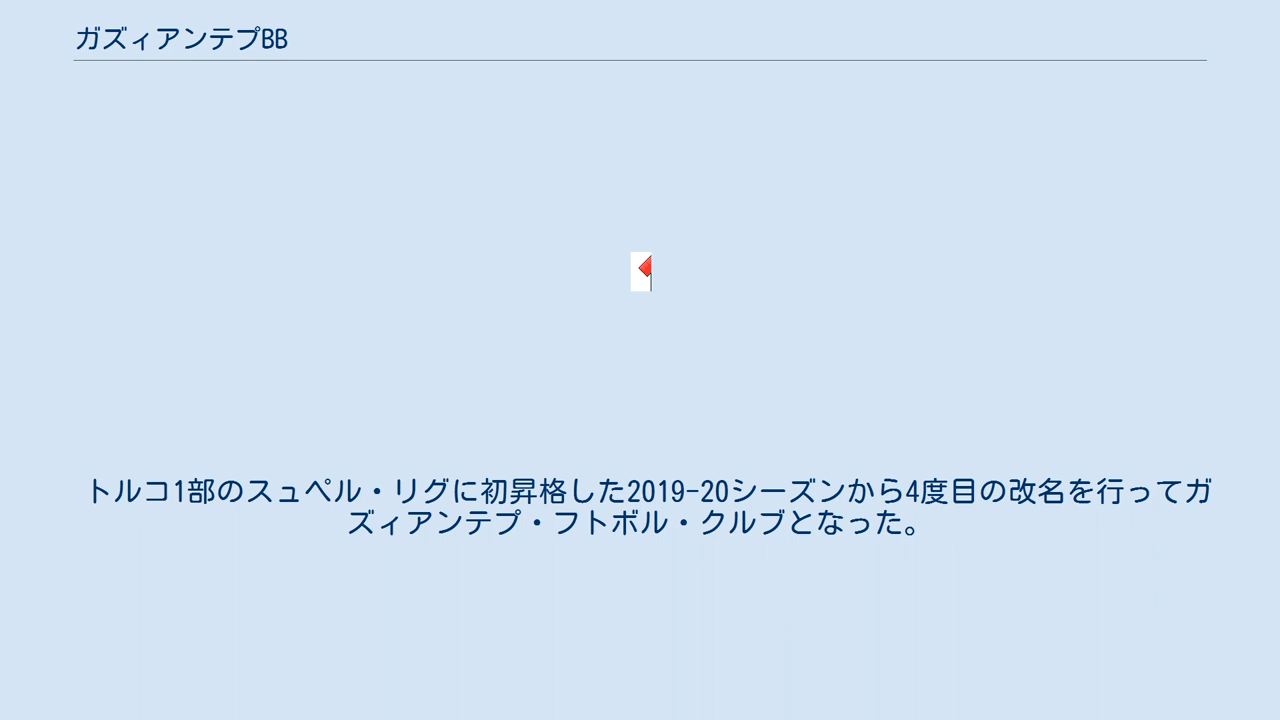 ガズィアンテプBB
トルコ1部のスュペル・リグに初昇格した2019-20シーズンから4度目の改名を行ってガ
ズィアンテプ・フトボル・クルブとなった。